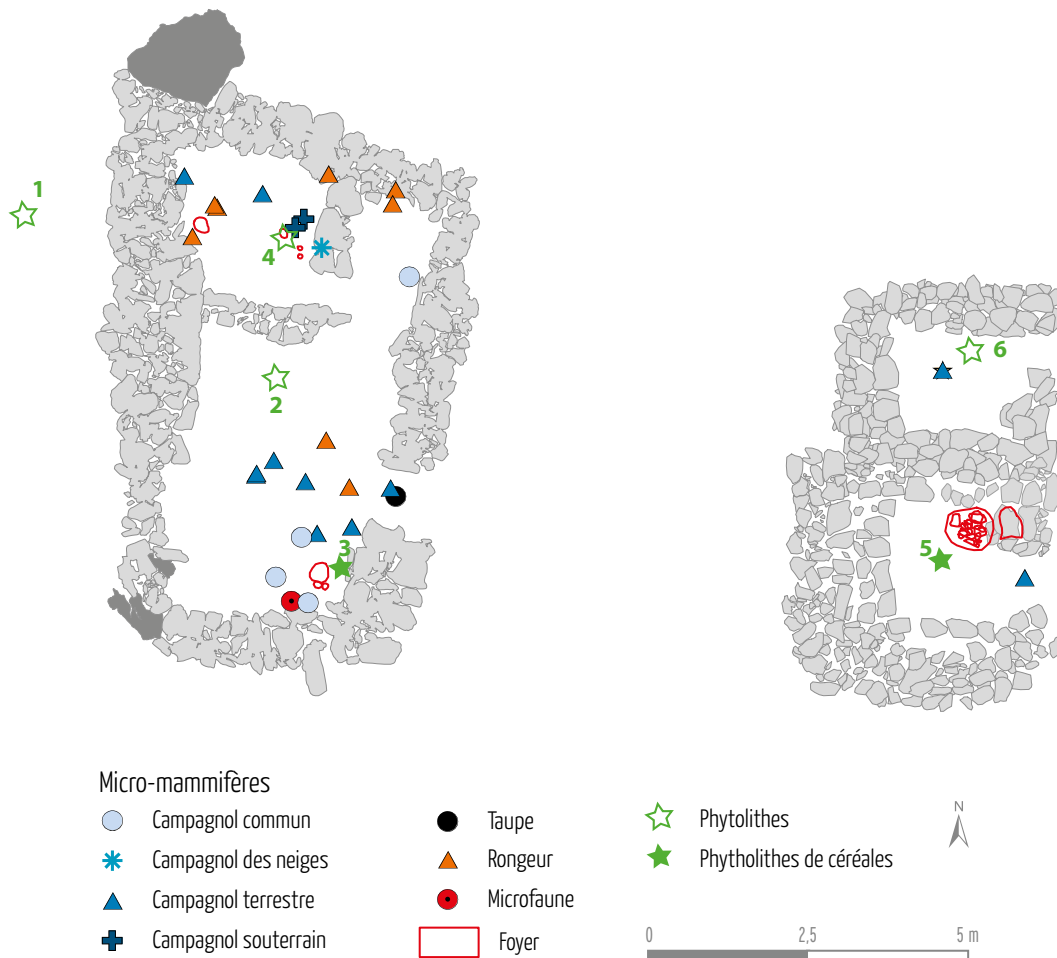 1
4
2
3
6
5
Micro-mammifères
Campagnol commun
Campagnol des neiges
Campagnol terrestre
Campagnol souterrain
Taupe
Rongeur
Microfaune
Foyer
Phytolithes
Phytholithes de céréales
N
0 2,5 5 m